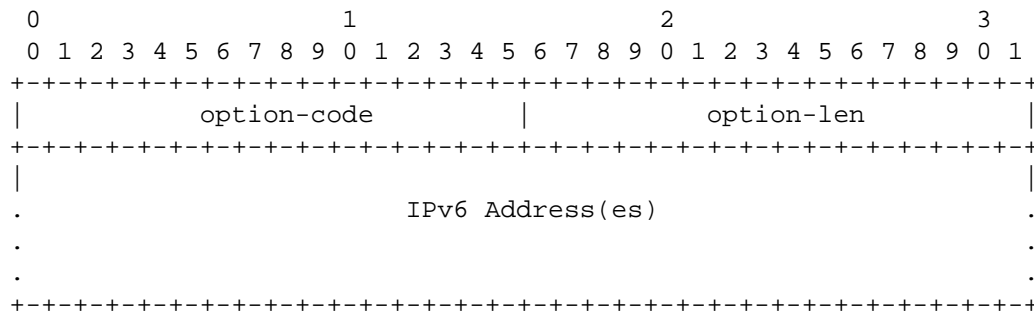 0                   1                   2                   3
 0 1 2 3 4 5 6 7 8 9 0 1 2 3 4 5 6 7 8 9 0 1 2 3 4 5 6 7 8 9 0 1
+-+-+-+-+-+-+-+-+-+-+-+-+-+-+-+-+-+-+-+-+-+-+-+-+-+-+-+-+-+-+-+-+
|           option-code         |           option-len          |
+-+-+-+-+-+-+-+-+-+-+-+-+-+-+-+-+-+-+-+-+-+-+-+-+-+-+-+-+-+-+-+-+
|                                                               |
.                        IPv6 Address(es)                       .
.                                                               .
.                                                               .
+-+-+-+-+-+-+-+-+-+-+-+-+-+-+-+-+-+-+-+-+-+-+-+-+-+-+-+-+-+-+-+-+